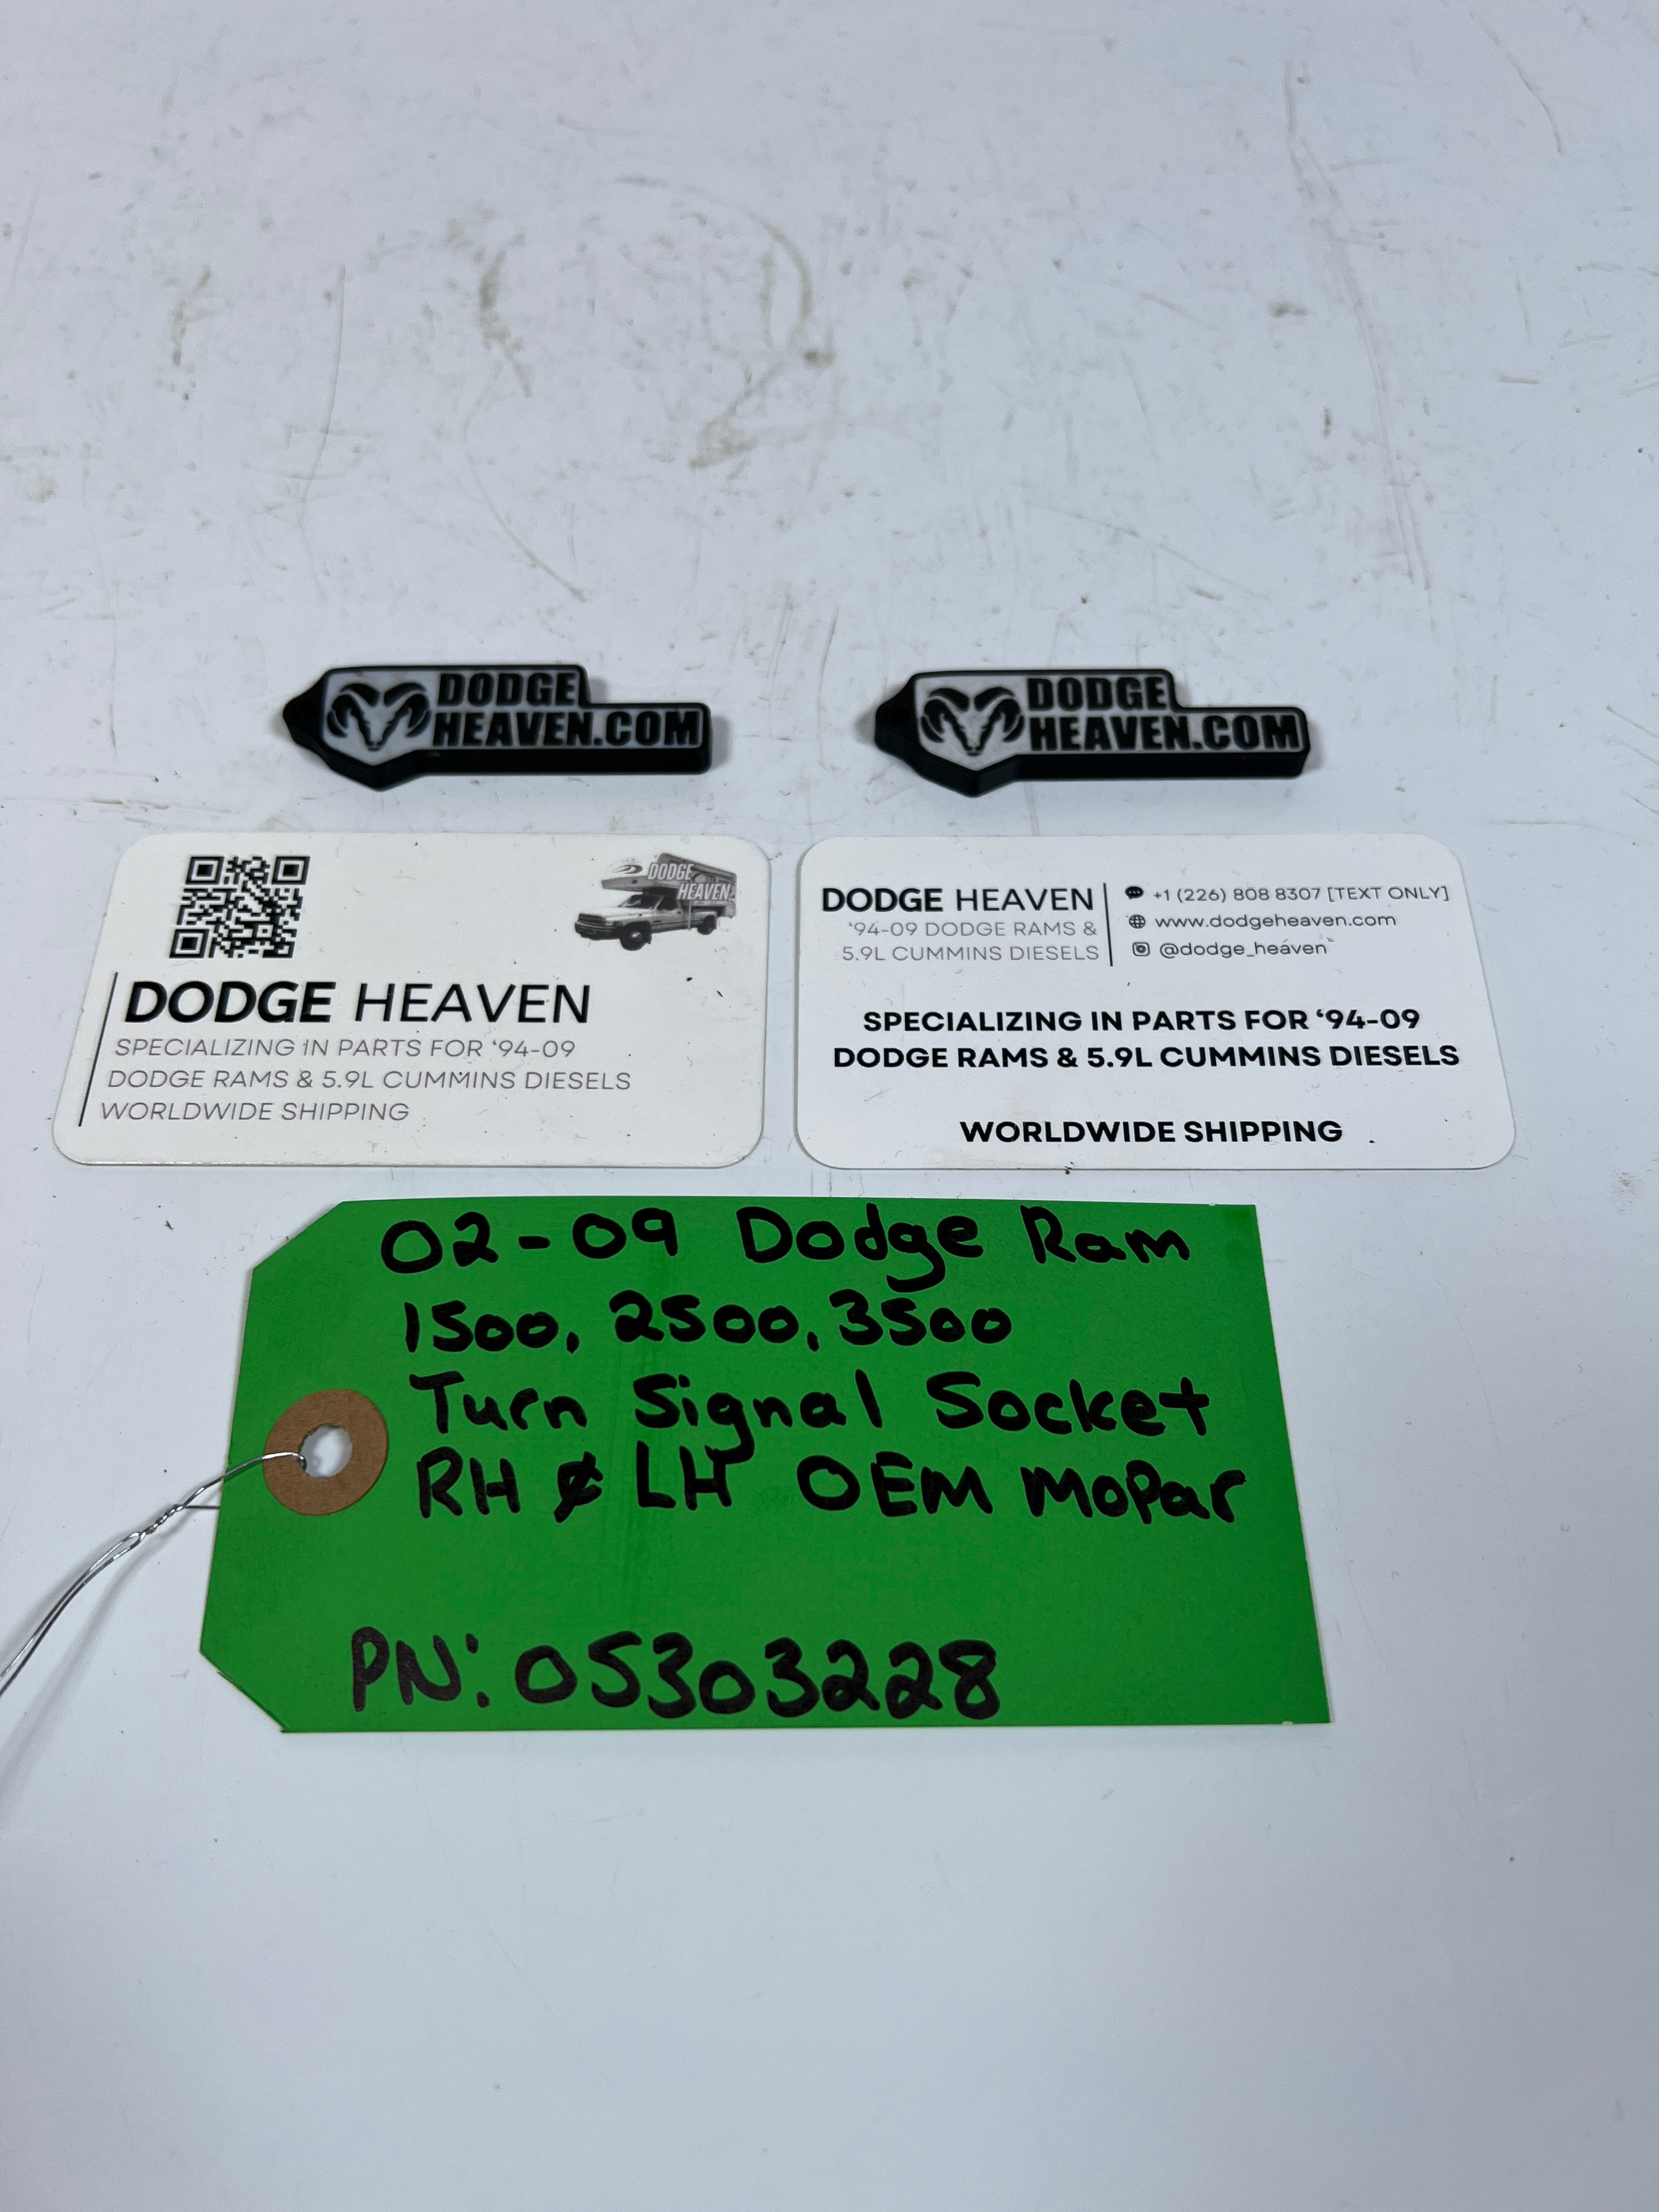 DODGE
HEAVEN.COM
DODGE
HEAVEN.COM
DODGE
HEAVEN
DODGE HEAVEN
SPECIALIZING IN PARTS FOR ‘94-09
DODGE RAMS & 5.9L CUMMINS DIESELS
WORLDWIDE SHIPPING
DODGE HEAVEN
‘94-09 DODGE RAMS &
5.9L CUMMINS DIESELS
+1 (226) 808 8307 [TEXT ONLY]
www.dodgeheaven.com
@dodge_heaven
SPECIALIZING IN PARTS FOR ‘94-09
DODGE RAMS & 5.9L CUMMINS DIESELS
WORLDWIDE SHIPPING
02-09 Dodge Ram
1500, 2500, 3500
Turn Signal Socket
RH & LH OEM Mopar
PN: 05303228